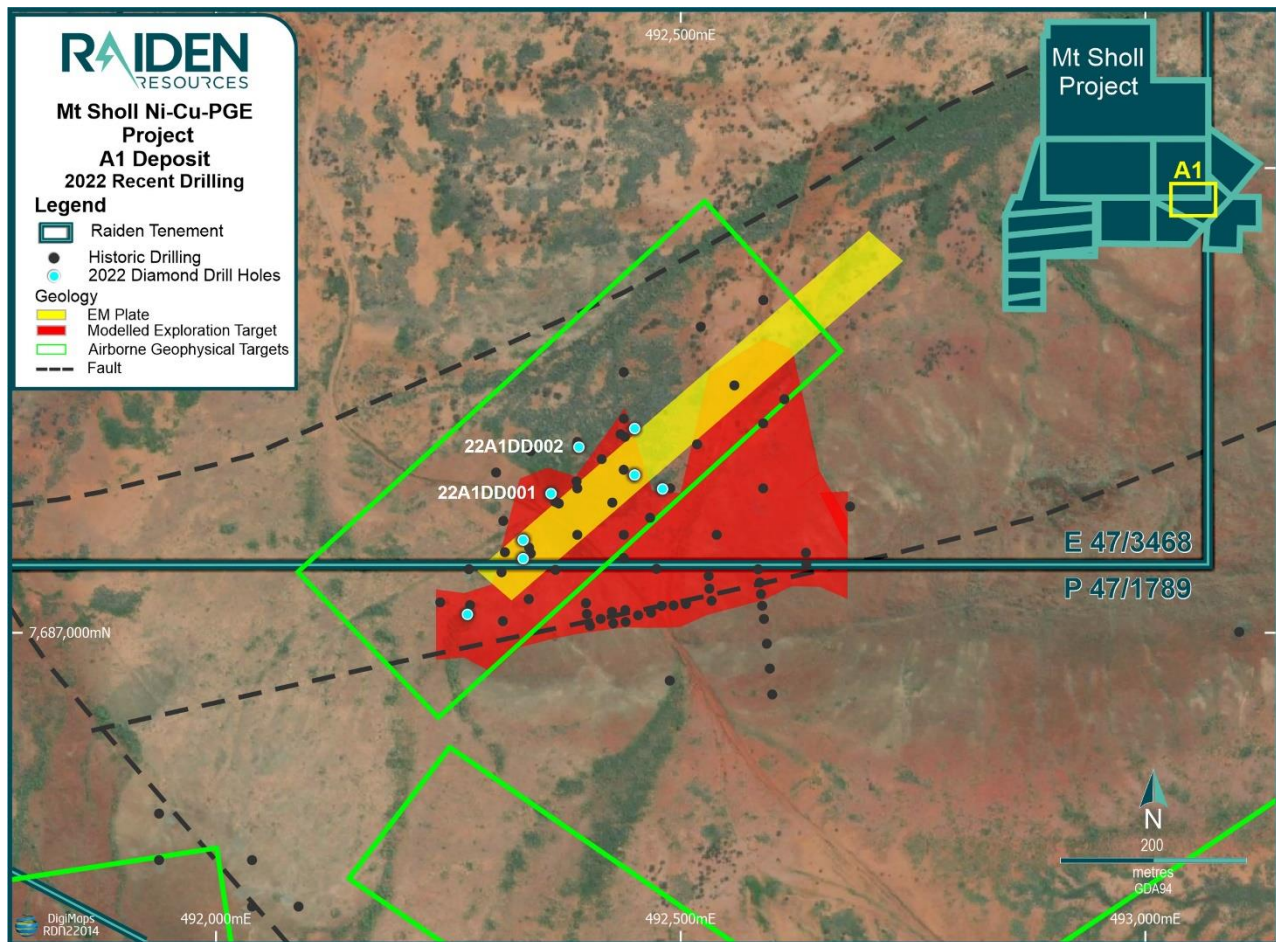 RAIDEN
RESOURCES
Mt Sholl Ni-Cu-PGE
Project
A1 Deposit
2022 Recent Drilling
Legend
Raiden Tenement
Historic Drilling
2022 Diamond Drill Holes
Geology
EM Plate
Modelled Exploration Target
Airborne Geophysical Targets
Fault
492,500mE
Mt Sholl
Project
A1
22A1DD002
22A1DD001
E 47/3468
P 47/1789
7,687,000mN
N
200
metres
GDA94
DigiMaps
RDN22014
492,000mE
492,500mE
493,000mE